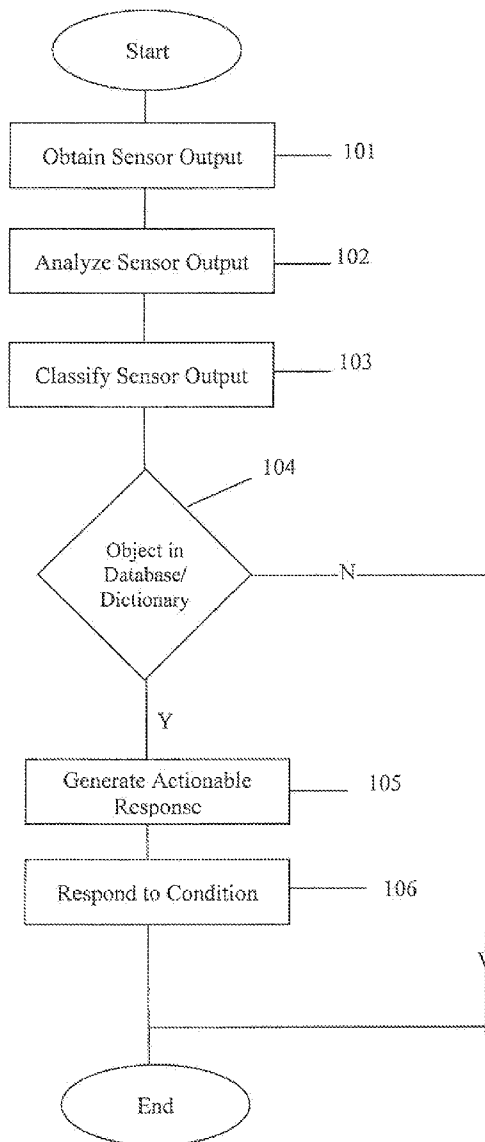 Start
Obtain Sensor Output
101
Analyze Sensor Output
102
Classify Sensor Output
103
104
Object in
Database/
Dictionary
N
Y
Generate Actionable
Response
105
Respond to Condition
106
End